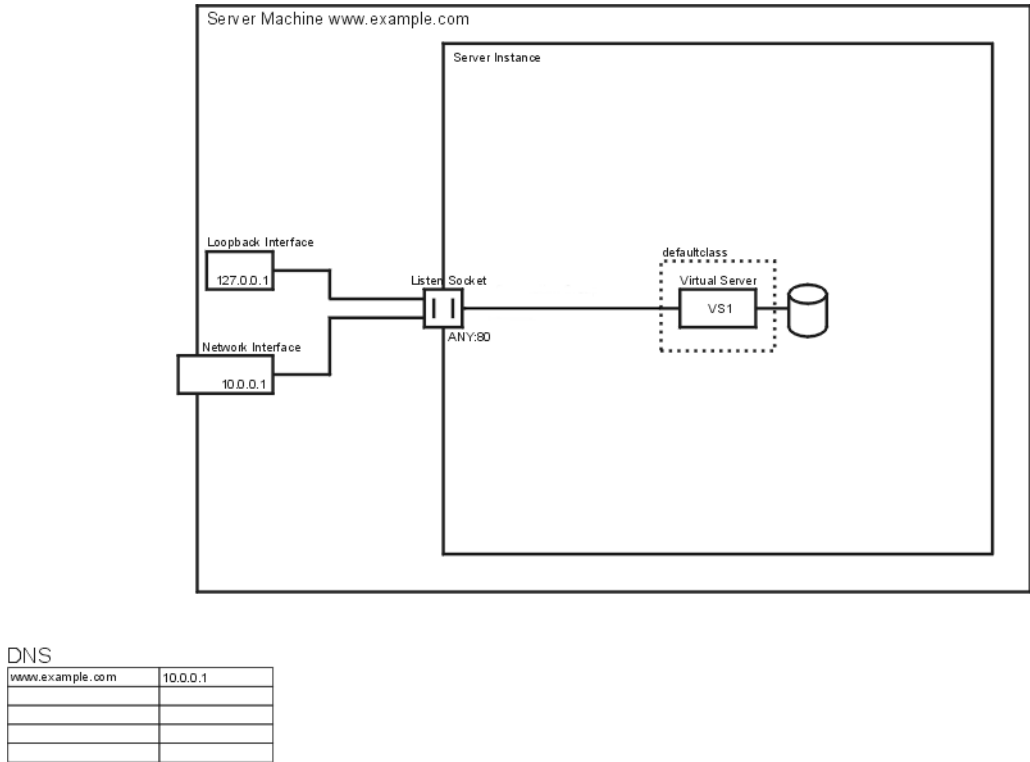 Server Machine www.example.com
Server Instance
Loopback Interface
127.0.0.1
Listen Socket
ANY:80
defaultclass
Virtual Server
VS1
Network Interface
10.0.0.1
DNS
www.example.com 10.0.0.1